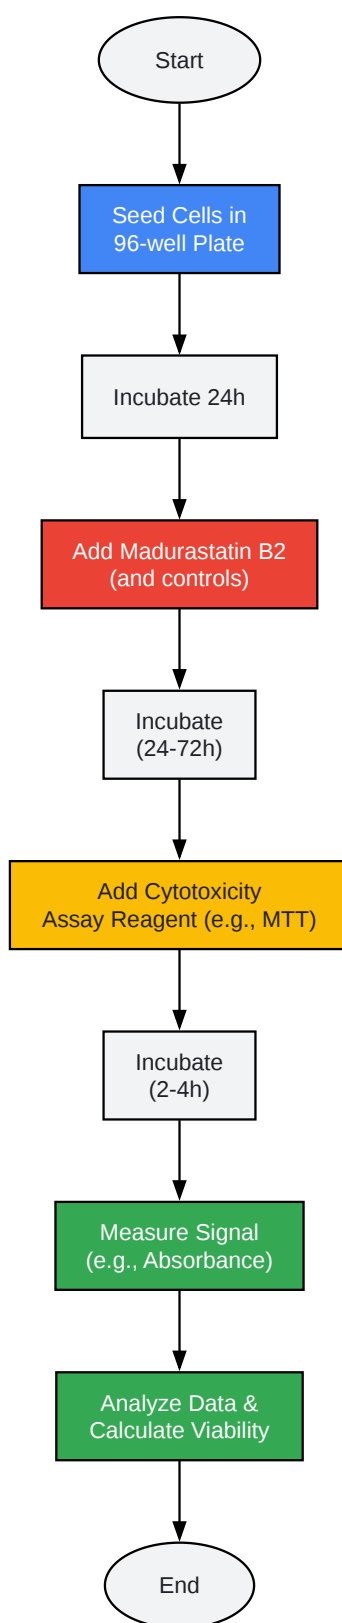 Start
Seed Cells in
96-well Plate
Incubate 24h
Add Madurastatin B2
(and controls)
Incubate
(24-72h)
Add Cytotoxicity
Assay Reagent (e.g., MTT)
Incubate
(2-4h)
Measure Signal
(e.g., Absorbance)
Analyze Data &
Calculate Viability
End